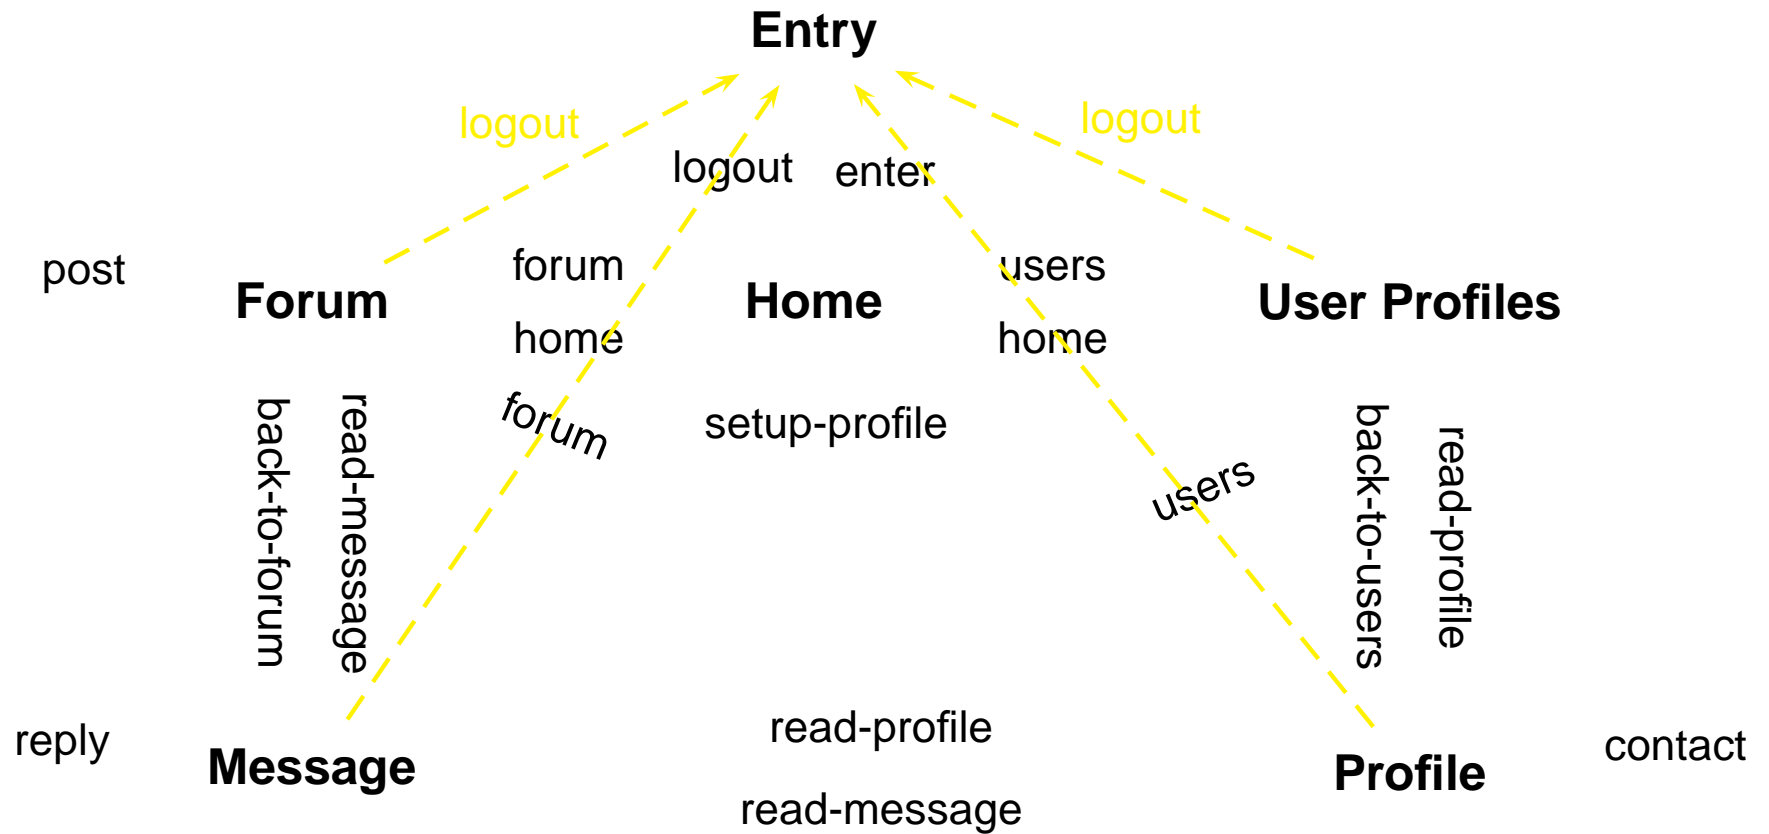 Entry
logout
logout
logout
enter
post
forum
users
Forum
Home
User Profiles
home
home
forum
setup-profile
users
back-to-forum
read-message
back-to-users
read-profile
reply
read-profile
contact
Message
Profile
read-message